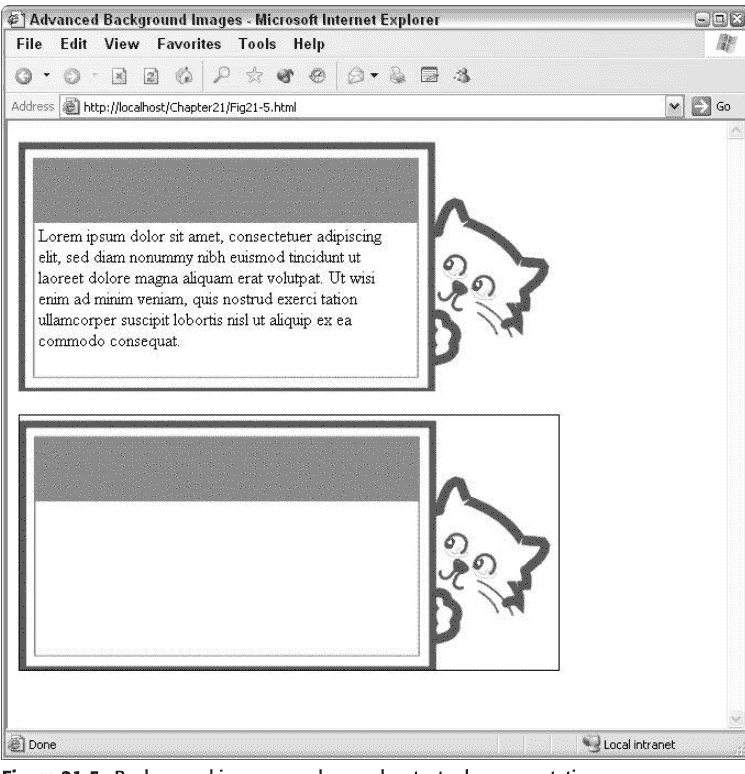 Advanced Background Images - Microsoft Internet Explorer
File Edit View Favorites Tools Help
Address http://localhost/Chapter21/Fig21-5.html Go
Lorem ipsum dolor sit amet, consectetuer adipiscing
elit, sed diam nonummy nibh euismod tincidunt ut
laoreet dolore magna aliquam erat volutpat. Ut wisi
enim ad minim veniam, quis nostrud exerci tation
ullamcorper suscipit lobortis nisl ut aliquip ex ea
commodo consequat.
Done Local intranet